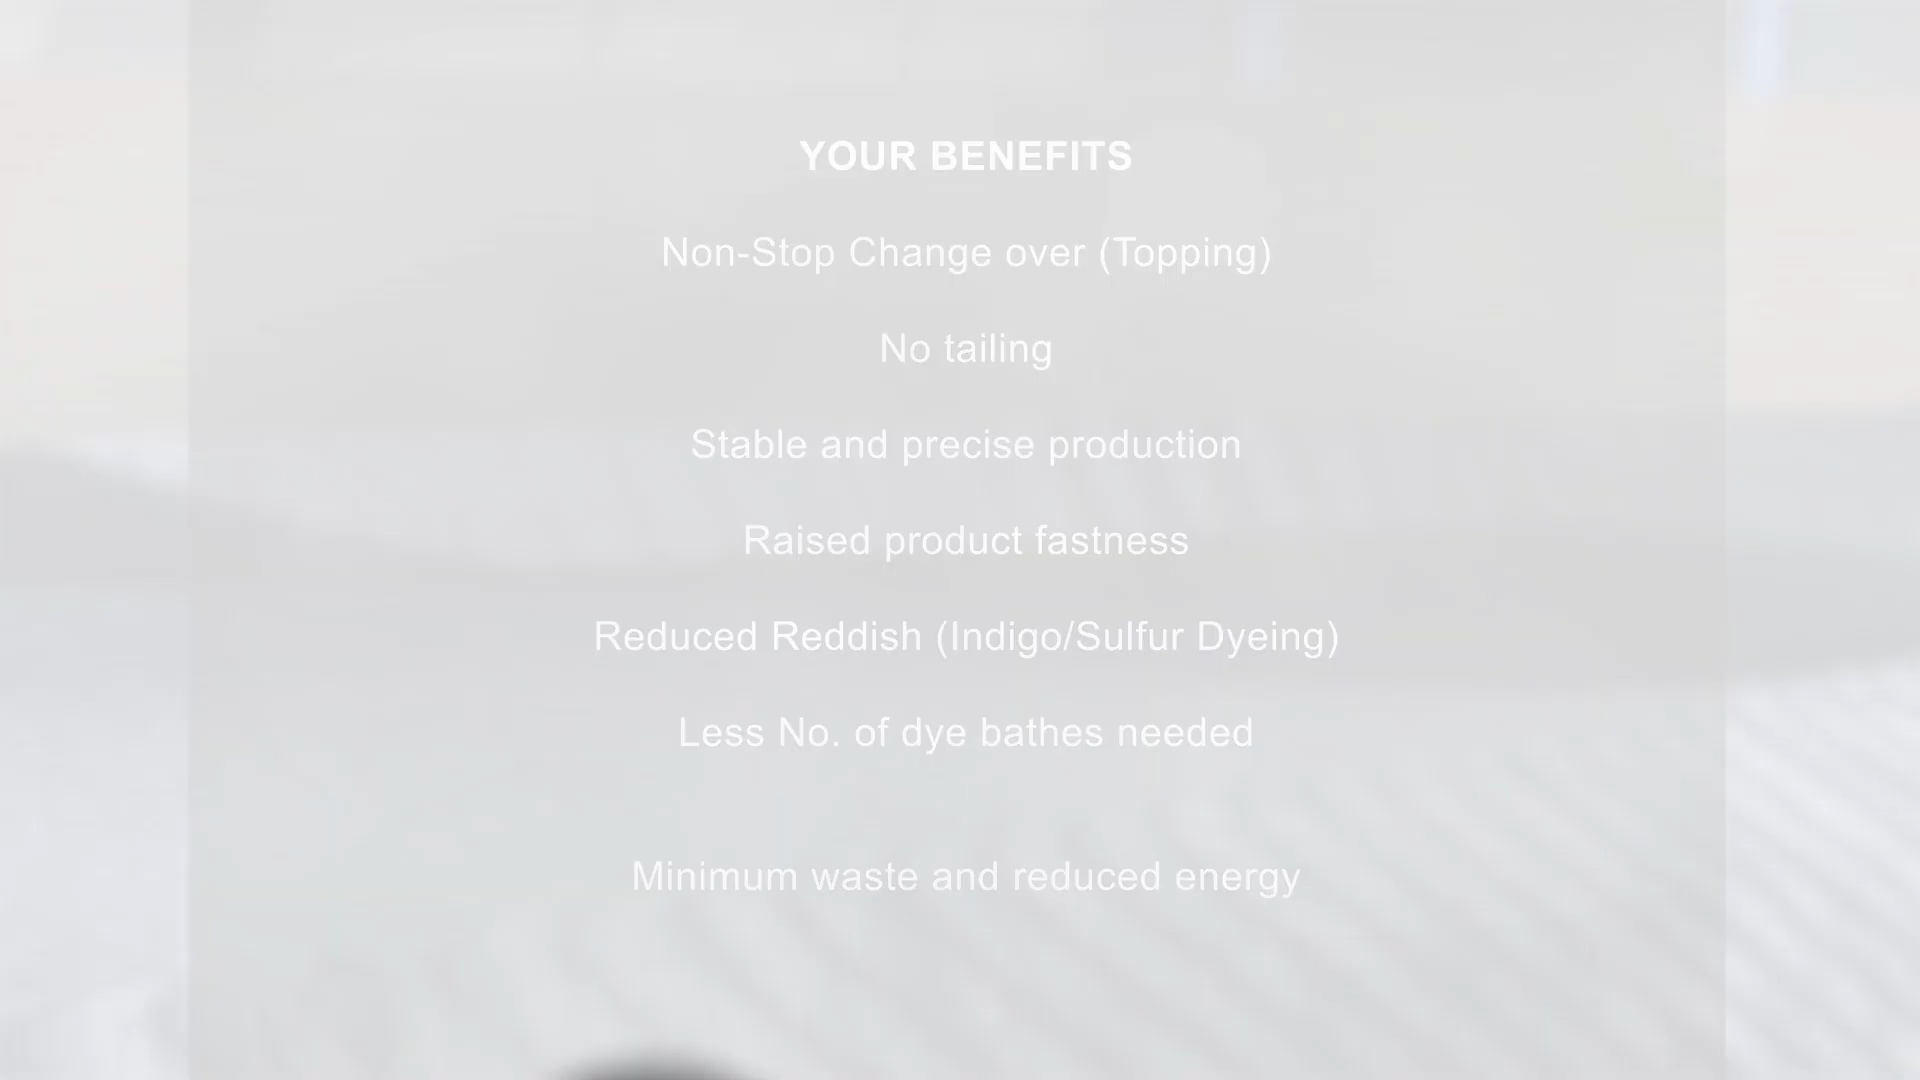 YOUR BENEFITS
Non-Stop Change over (Topping)
No tailing
Stable and precise production
Raised product fastness
Reduced Reddish (Indigo/Sulfur Dyeing)
Less No. of dye bathes needed
Minimum waste and reduced energy